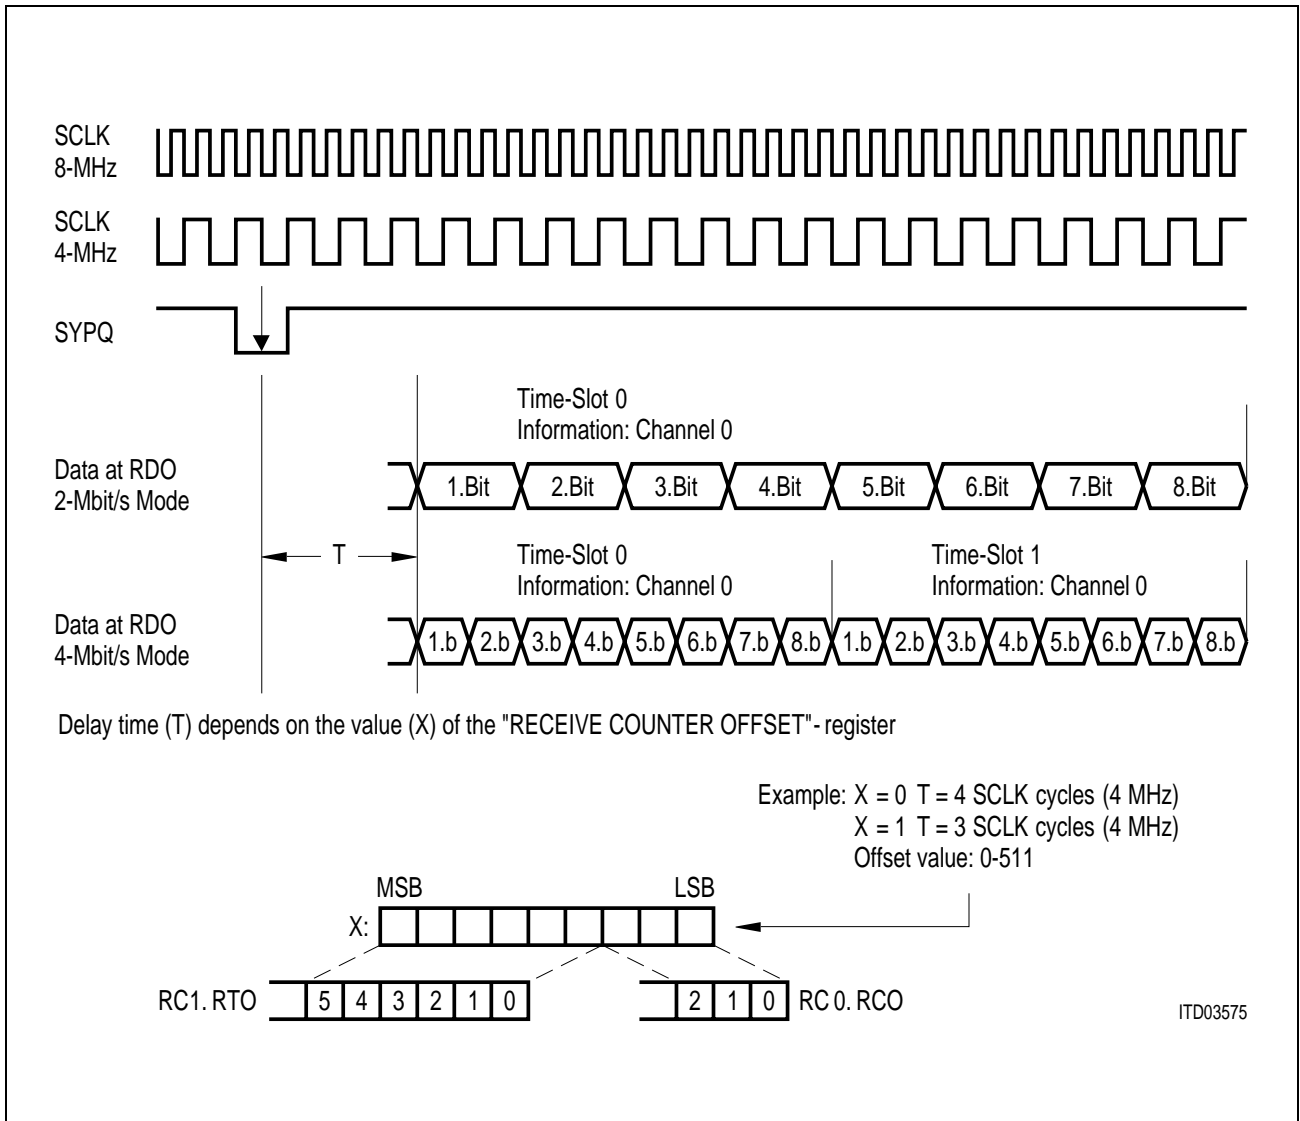 SCLK
8-MHz
SCLK
4-MHz
SYPQ
Time-Slot 0
Information: Channel 0
Data at RDO
2-Mbit/s Mode
1.Bit 2.Bit 3.Bit 4.Bit 5.Bit 6.Bit 7.Bit 8.Bit
T
Time-Slot 0
Information: Channel 0
Time-Slot 1
Information: Channel 0
Data at RDO
4-Mbit/s Mode
1.b 2.b 3.b 4.b 5.b 6.b 7.b 8.b 1.b 2.b 3.b 4.b 5.b 6.b 7.b 8.b
Delay time (T) depends on the value (X) of the "RECEIVE COUNTER OFFSET"- register
Example: X = 0 T = 4 SCLK cycles (4 MHz)
X = 1 T = 3 SCLK cycles (4 MHz)
Offset value: 0-511
MSB LSB
X:
RC1. RTO 5 4 3 2 1 0 2 1 0 RC 0. RCO
ITD03575